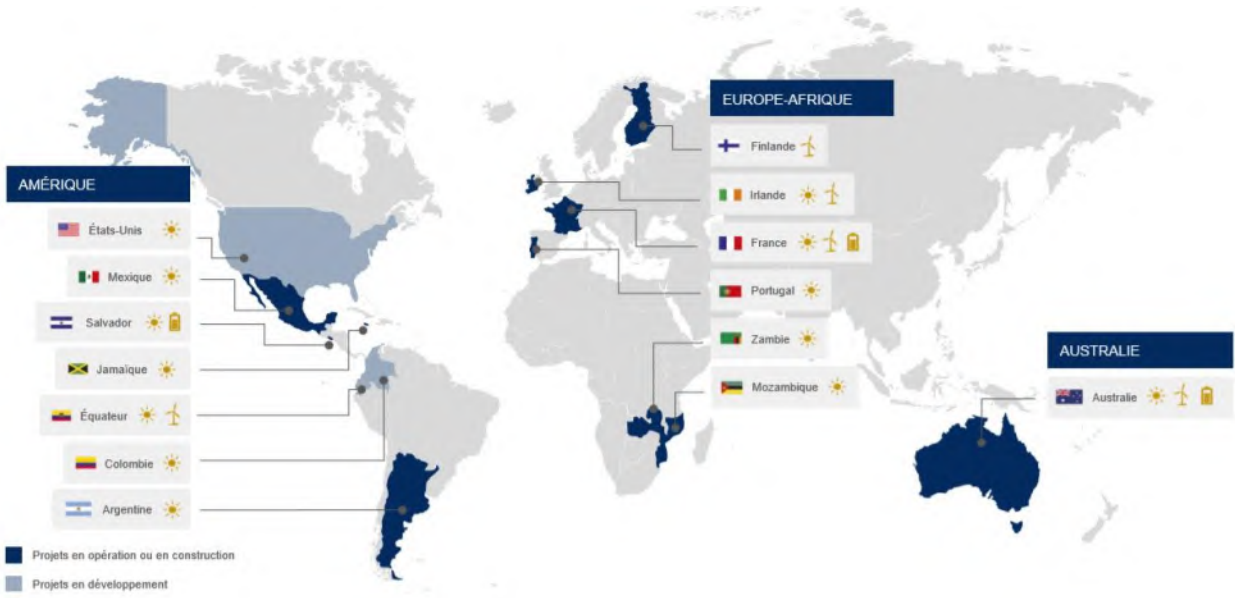 AMÉRIQUE
États-Unis
Mexique
Salvador
Jamaïque
Équateur
Colombie
Argentine
EUROPE-AFRIQUE
Finlande
Irlande
France
Portugal
Zambie
Mozambique
AUSTRALIE
Australie
Projets en opération ou en construction
Projets en développement